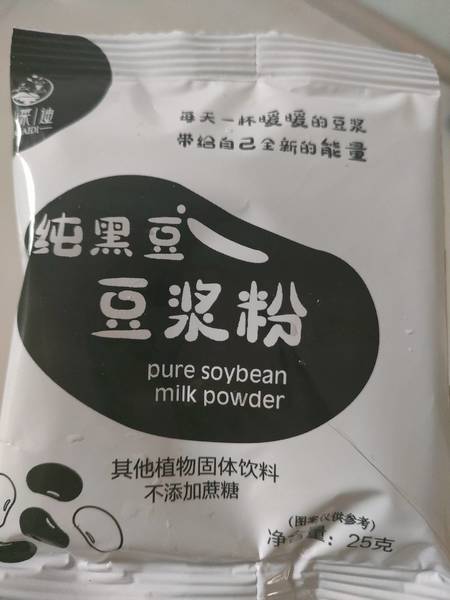 每天一杯暖暖的豆浆
带给自己全新的能量
纯黑豆
豆浆粉
pure soybean
milk powder
其他植物固体饮料
不添加蔗糖
(图案仅供参考)
净含量：25克